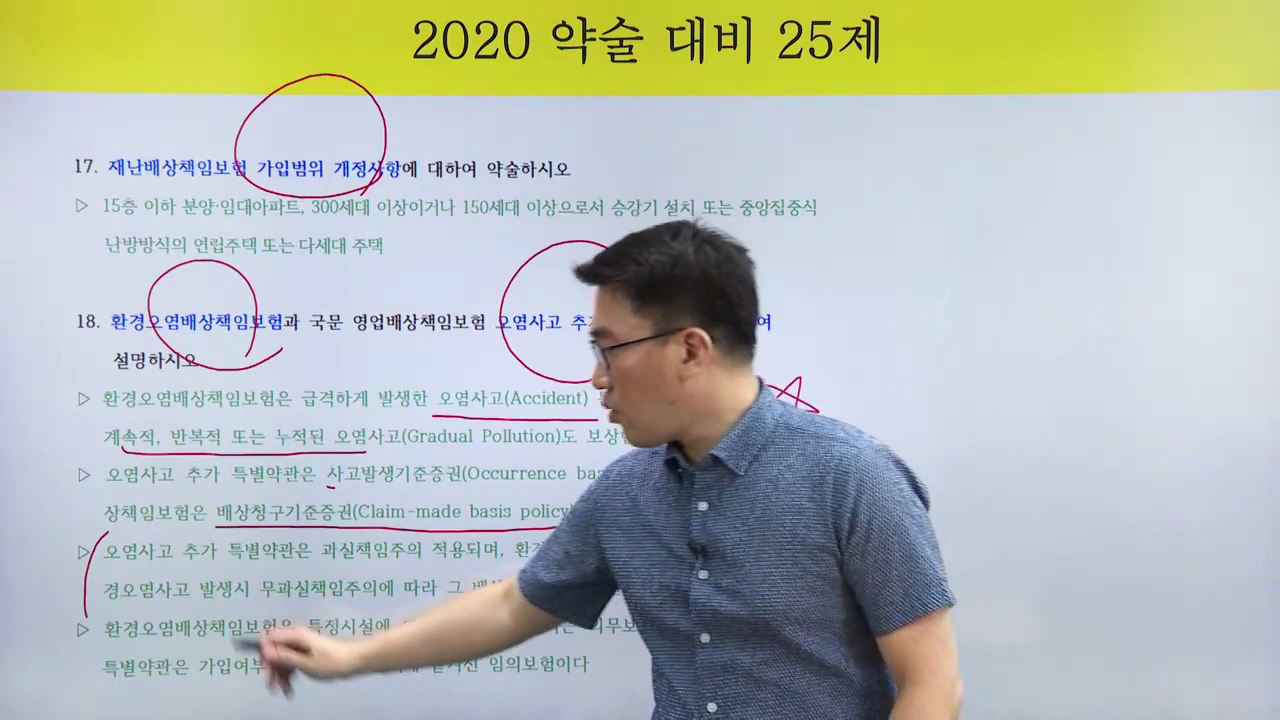 2020 약술 대비 25제
17. 재난배상책임보험 가입범위 개정사항에 대하여 약술하시오
▷ 15층 이하 분양·임대아파트, 300세대 이상이거나 150세대 이상으로서 승강기 설치 또는 중앙집중식
난방방식의 연립주택 또는 다세대 주택
18. 환경오염배상책임보험과 국문 영업배상책임보험 오염사고 여
설명하시오
▷ 환경오염배상책임보험은 급격하게 발생한 오염사고(Accident)
계속적, 반복적 또는 누적된 오염사고(Gradual Pollution)도
▷ 오염사고 추가 특별약관은 사고발생기준증권(Occurrence
상책임보험은 배상청구기준증권(Claim-made basis policy)
▷ 오염사고 추가 특별약관은 과실책임주의 적용되며,
경오염사고 발생시 무과실책임주의에 따라 그
▷ 환경오염배상책임보험은 특정시설에
특별약관은 임의보험이다